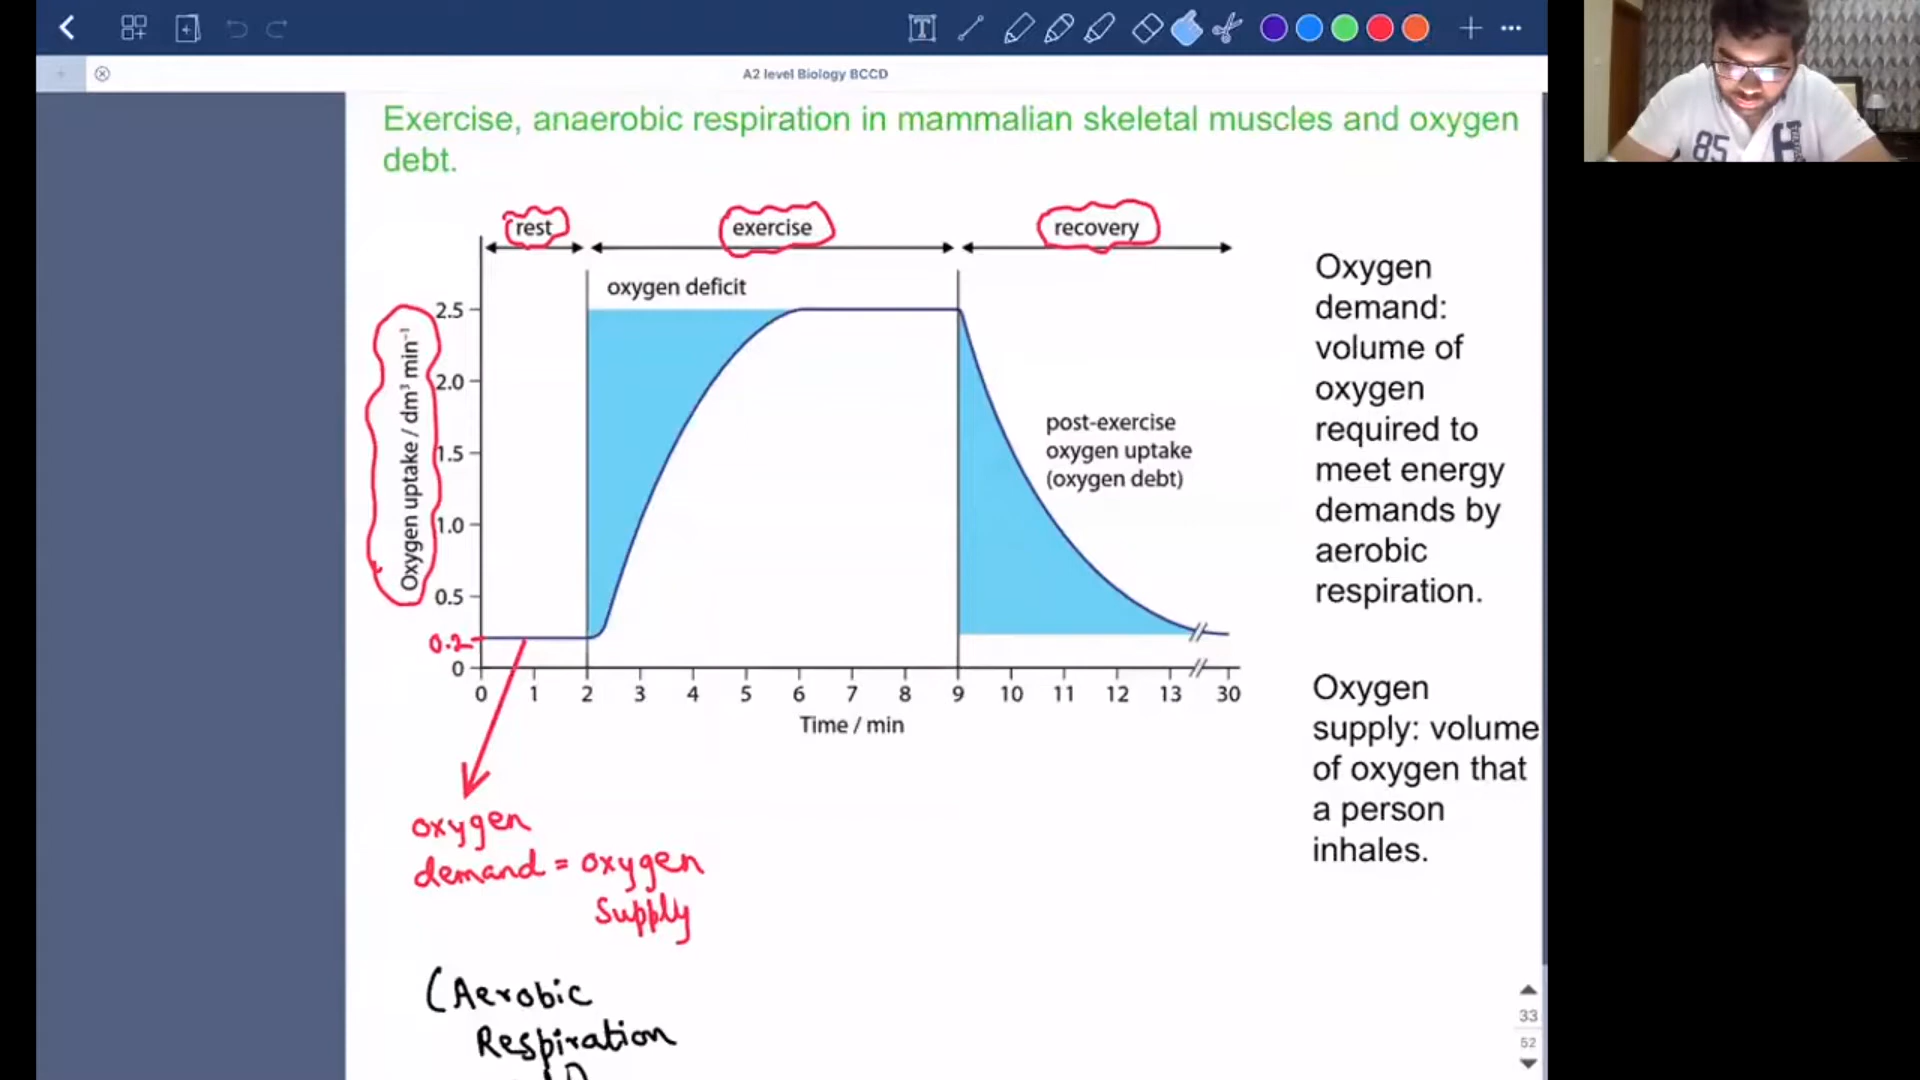 A2 level Biology BCCD
Exercise, anaerobic respiration in mammalian skeletal muscles and oxygen
debt.
rest
exercise
recovery
oxygen deficit
Oxygen uptake / dm³ min⁻¹
2.5
2.0
1.5
1.0
0.5
0.2
0
0 1 2 3 4 5 6 7 8 9 10 11 12 13 30
Time / min
post-exercise
oxygen uptake
(oxygen debt)
Oxygen
demand:
volume of
oxygen
required to
meet energy
demands by
aerobic
respiration.
Oxygen
supply: volume
of oxygen that
a person
inhales.
oxygen
demand = oxygen
supply
(Aerobic
Respiration
33
52
85